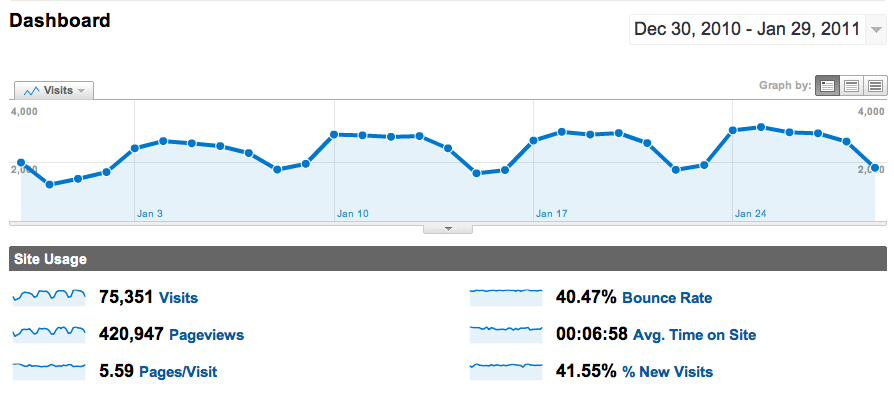 Dashboard
Dec 30, 2010 - Jan 29, 2011
Visits
Graph by:
4,000 4,000
2,000 2,000
Jan 3 Jan 10 Jan 17 Jan 24
Site Usage
75,351 Visits 40.47% Bounce Rate
420,947 Pageviews 00:06:58 Avg. Time on Site
5.59 Pages/Visit 41.55% % New Visits